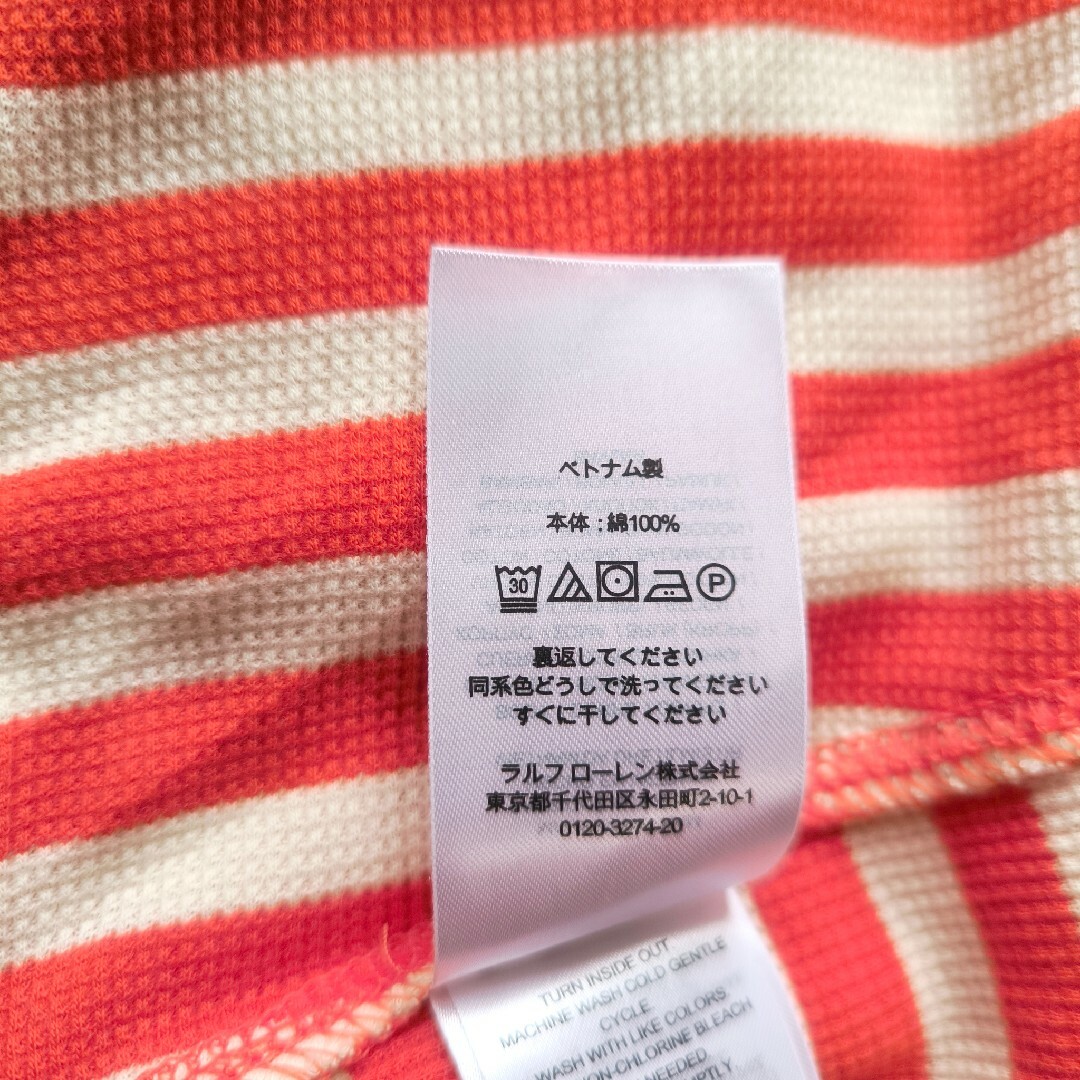 ベトナム製
本体 : 綿100%
30 P
裏返してください
同系色どうしで洗ってください
すぐに干してください
ラルフ ローレン株式会社
東京都千代田区永田町2-10-1
0120-3274-20
TURN INSIDE OUT
MACHINE WASH COLD GENTLE
CYCLE
WASH WITH LIKE COLORS
NON-CHLORINE BLEACH
NEEDED